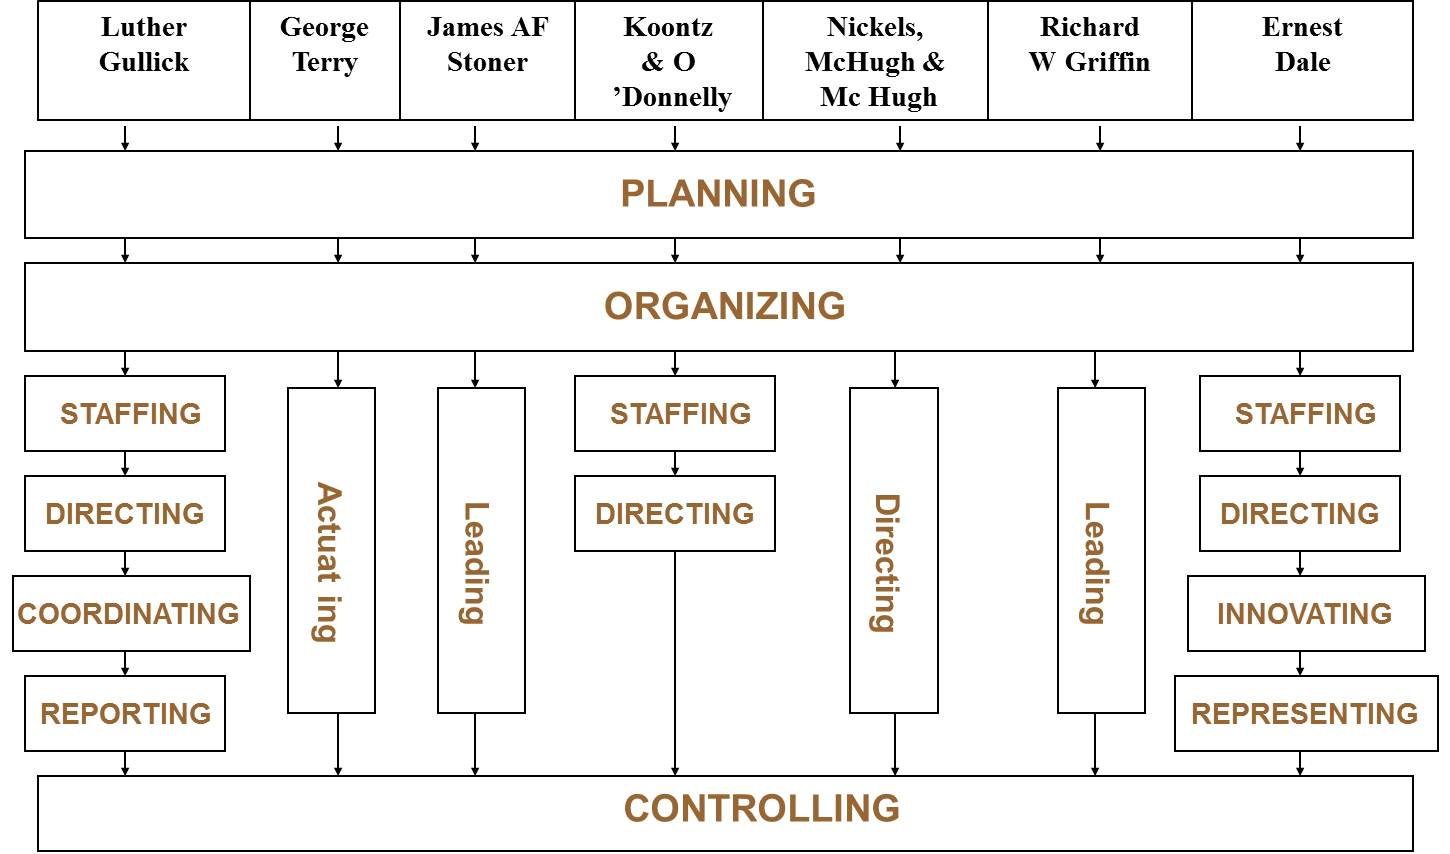 Luther
Gullick
George
Terry
James AF
Stoner
Koontz
& O
’Donnelly
Nickels,
McHugh &
Mc Hugh
Richard
W Griffin
Ernest
Dale
PLANNING
ORGANIZING
STAFFING
DIRECTING
COORDINATING
REPORTING
Actuat ing
Leading
STAFFING
DIRECTING
Directing
Leading
STAFFING
DIRECTING
INNOVATING
REPRESENTING
CONTROLLING